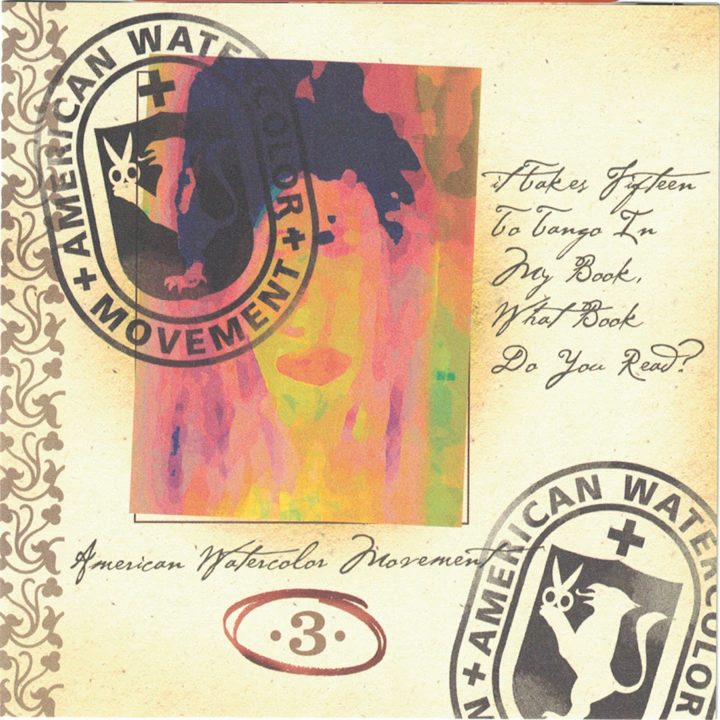 AMERICAN WATERCOLOR MOVEMENT
it Takes Fifteen
To Tango In
My Book,
What Book
Do You Read?
American Watercolor Movement
·3·
AMERICAN WATERCOLOR
N